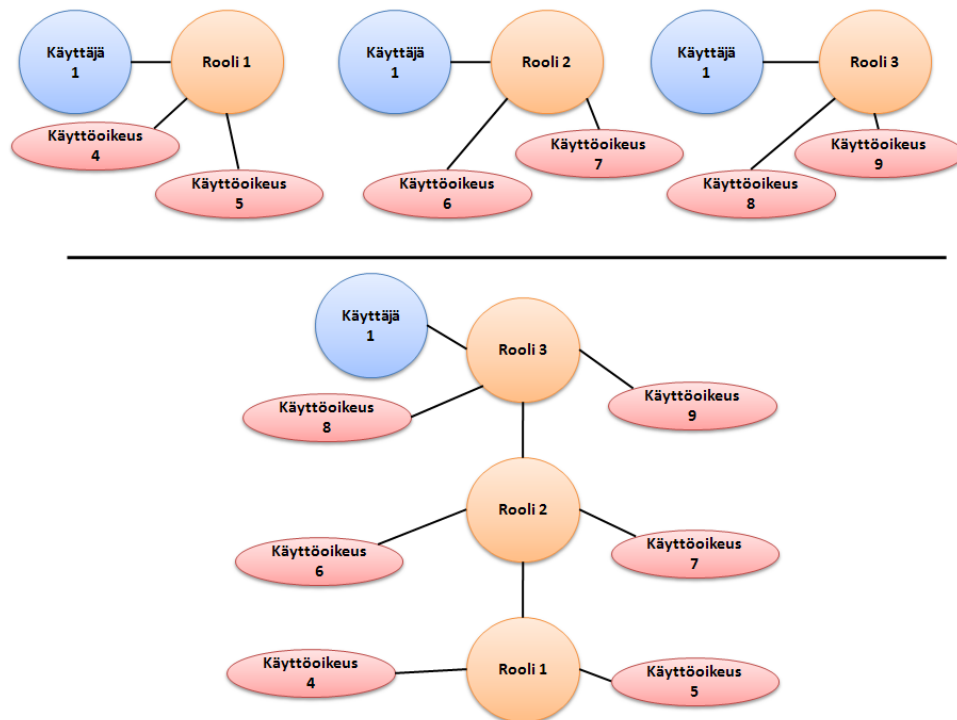 Käyttäjä
1
Rooli 1
Käyttöoikeus
4
Käyttöoikeus
5
Käyttäjä
1
Rooli 2
Käyttöoikeus
7
Käyttöoikeus
6
Käyttäjä
1
Rooli 3
Käyttöoikeus
9
Käyttöoikeus
8
Käyttäjä
1
Rooli 3
Käyttöoikeus
8
Käyttöoikeus
9
Rooli 2
Käyttöoikeus
6
Käyttöoikeus
7
Rooli 1
Käyttöoikeus
4
Käyttöoikeus
5